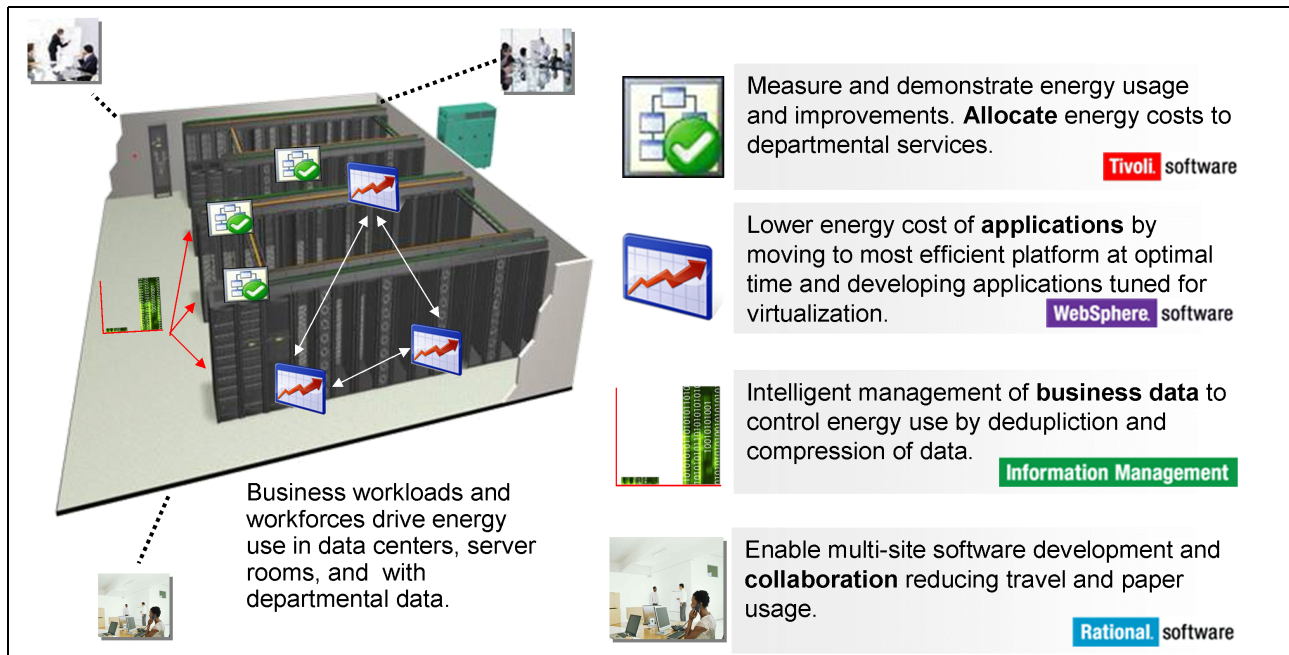 Measure and demonstrate energy usage
and improvements. Allocate energy costs to
departmental services.
Tivoli. software
Lower energy cost of applications by
moving to most efficient platform at optimal
time and developing applications tuned for
virtualization.
WebSphere. software
Intelligent management of business data to
control energy use by dedupliction and
compression of data.
Information Management
Business workloads and
workforces drive energy
use in data centers, server
rooms, and with
departmental data.
Enable multi-site software development and
collaboration reducing travel and paper
usage.
Rational. software